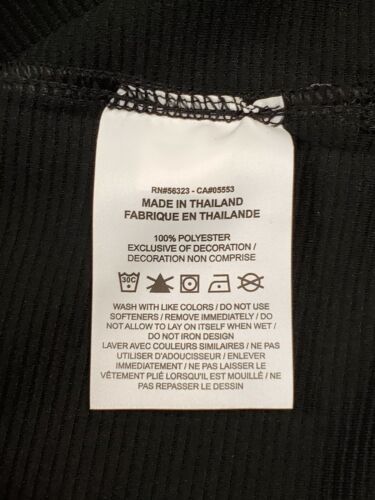 RN#56323 - CA#05553
MADE IN THAILAND
FABRIQUE EN THAILANDE
100% POLYESTER
EXCLUSIVE OF DECORATION /
DECORATION NON COMPRISE
30C
WASH WITH LIKE COLORS / DO NOT USE
SOFTENERS / REMOVE IMMEDIATELY / DO
NOT ALLOW TO LAY ON ITSELF WHEN WET /
DO NOT IRON DESIGN
LAVER AVEC COULEURS SIMILAIRES / NE PAS
UTILISER D'ADOUCISSEUR / ENLEVER
IMMEDIATEMENT / NE PAS LAISSER LE
VÊTEMENT PLIÉ LORSQU'IL EST MOUILLÉ / NE
PAS REPASSER LE DESSIN